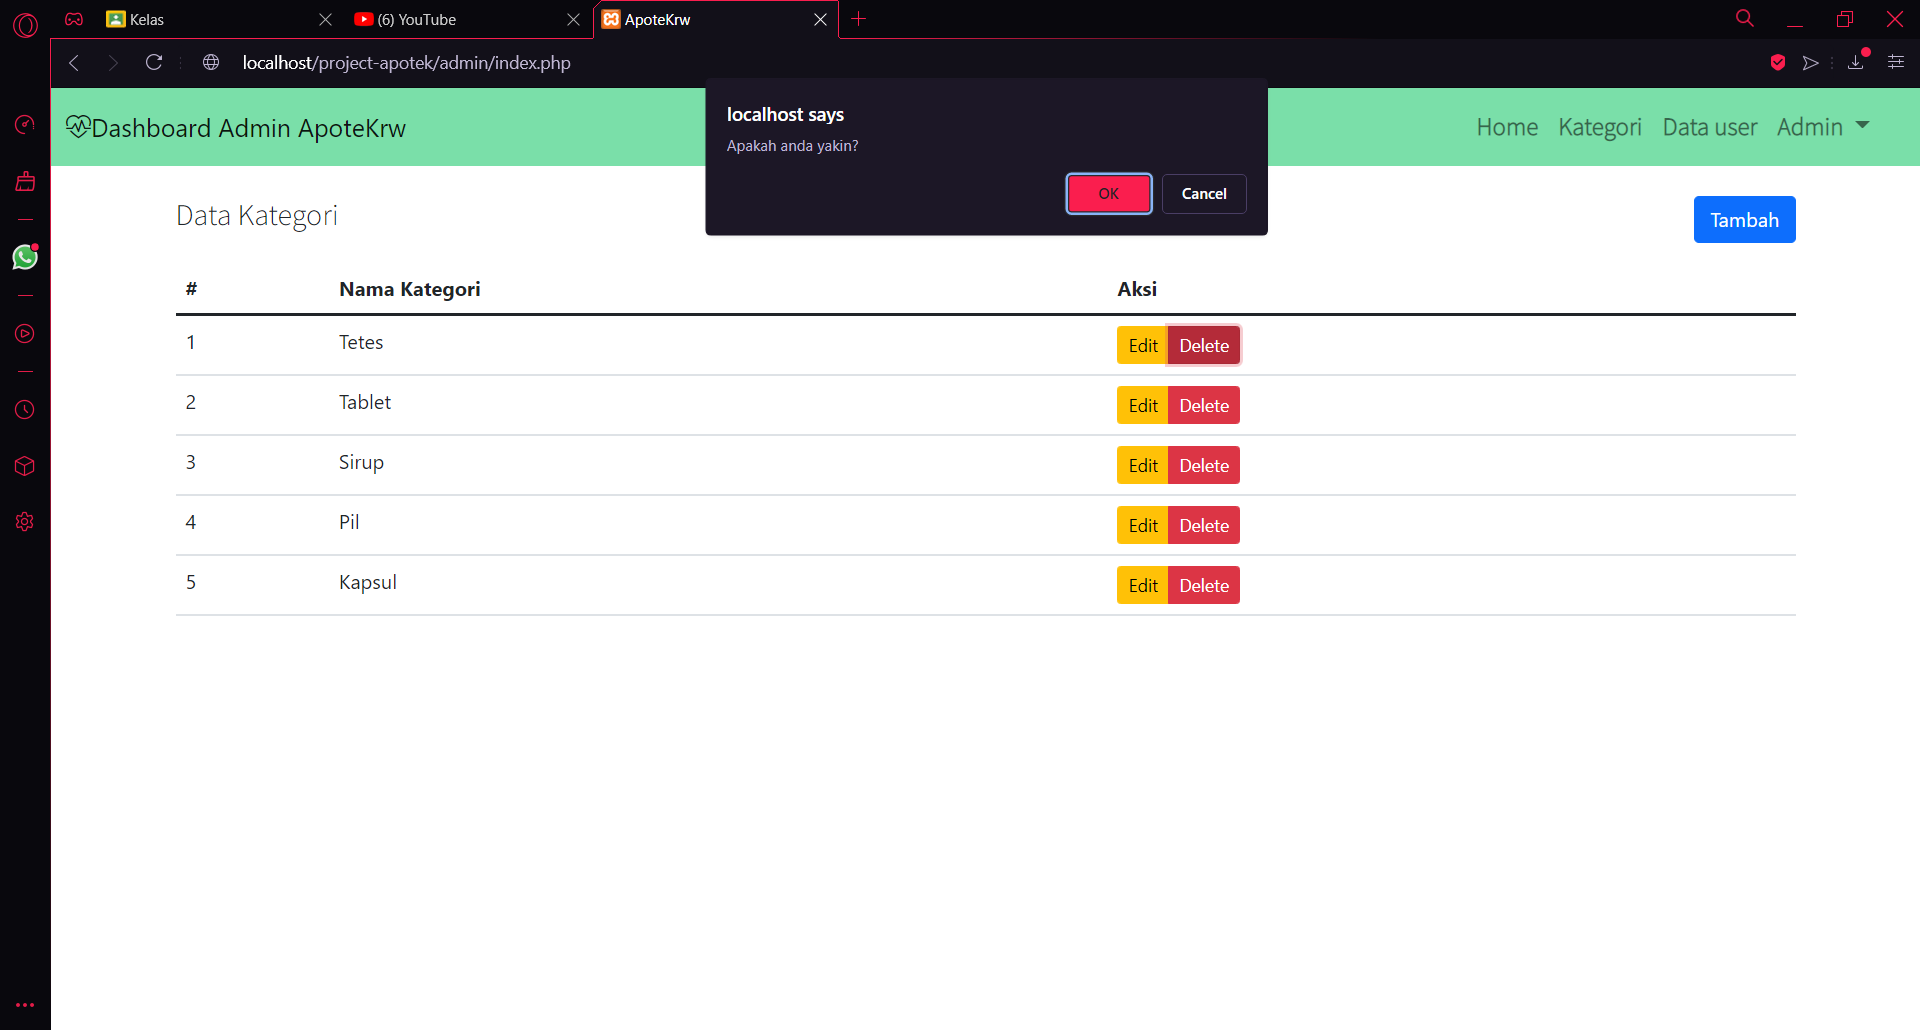 Kelas
(6) YouTube
ApoteKrw
localhost/project-apotek/admin/index.php
localhost says
Apakah anda yakin?
OK
Cancel
Dashboard Admin ApoteKrw
Home Kategori Data user Admin
Data Kategori
Tambah
# Nama Kategori Aksi
1 Tetes Edit Delete
2 Tablet Edit Delete
3 Sirup Edit Delete
4 Pil Edit Delete
5 Kapsul Edit Delete